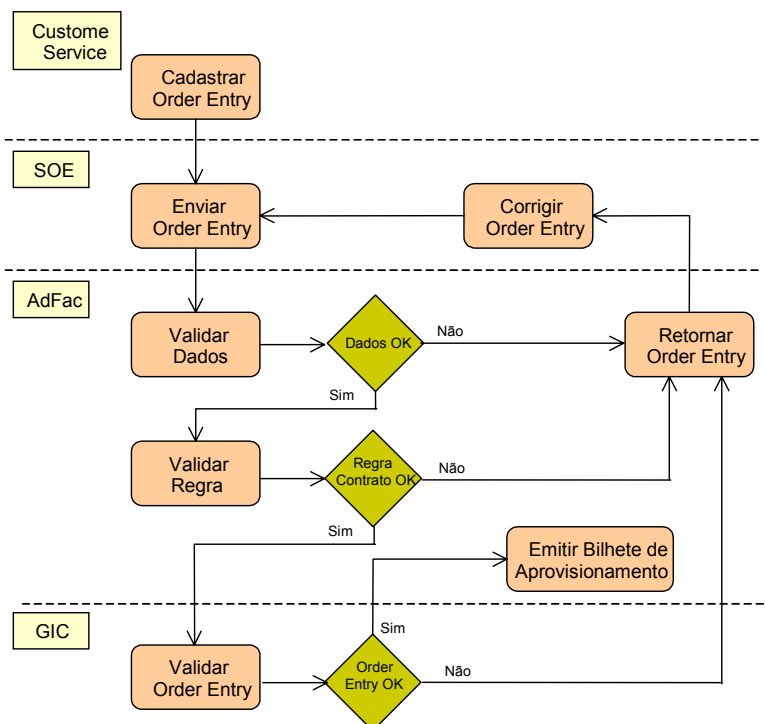 Custome
Service
Cadastrar
Order Entry
SOE
Enviar
Order Entry
Corrigir
Order Entry
AdFac
Validar
Dados
Dados OK
Não
Retornar
Order Entry
Sim
Validar
Regra
Regra
Contrato OK
Não
Sim
Emitir Bilhete de
Aprovisionamento
GIC
Sim
Validar
Order Entry
Order
Entry OK
Não